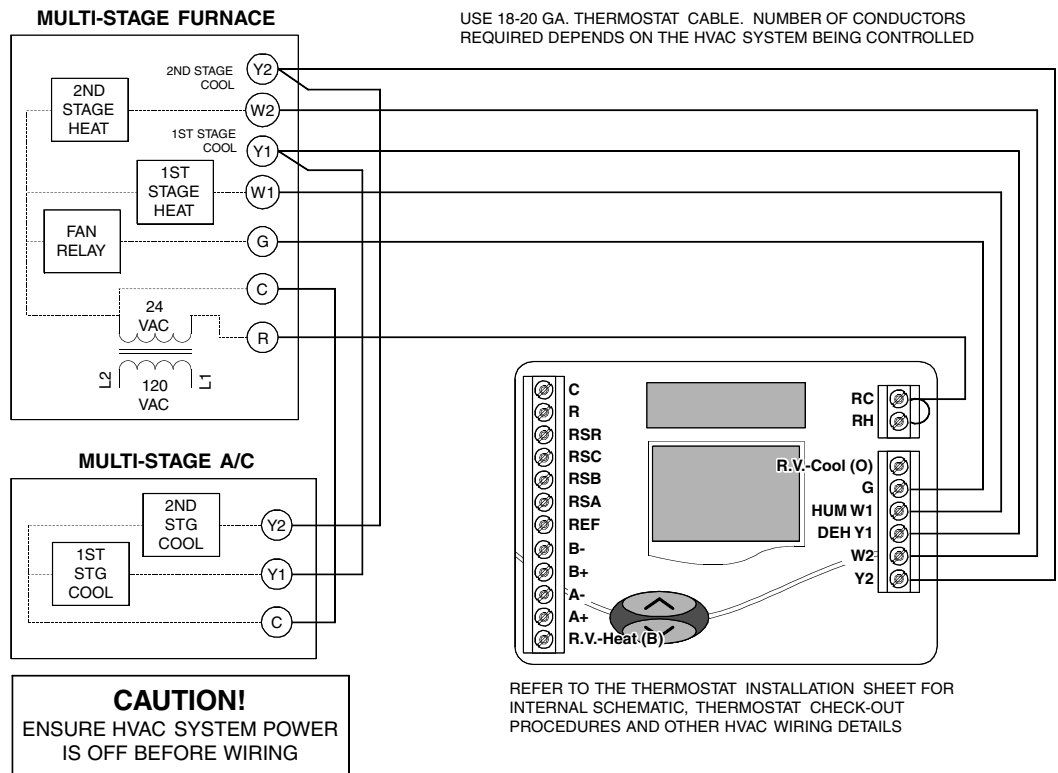 MULTI-STAGE FURNACE
USE 18-20 GA. THERMOSTAT CABLE. NUMBER OF CONDUCTORS
REQUIRED DEPENDS ON THE HVAC SYSTEM BEING CONTROLLED
2ND STAGE
COOL
Y2
2ND
STAGE
HEAT
W2
1ST STAGE
COOL
Y1
1ST
STAGE
HEAT
W1
FAN
RELAY
G
C
24
VAC
R
L2
120
VAC
L1
MULTI-STAGE A/C
2ND
STG
COOL
Y2
1ST
STG
COOL
Y1
C
C
R
RSR
RSC
RSB
RSA
REF
B-
B+
A-
A+
R.V.-Heat (B)
RC
RH
R.V.-Cool (O)
G
HUM W1
DEH Y1
W2
Y2
CAUTION!
ENSURE HVAC SYSTEM POWER
IS OFF BEFORE WIRING
REFER TO THE THERMOSTAT INSTALLATION SHEET FOR
INTERNAL SCHEMATIC, THERMOSTAT CHECK-OUT
PROCEDURES AND OTHER HVAC WIRING DETAILS